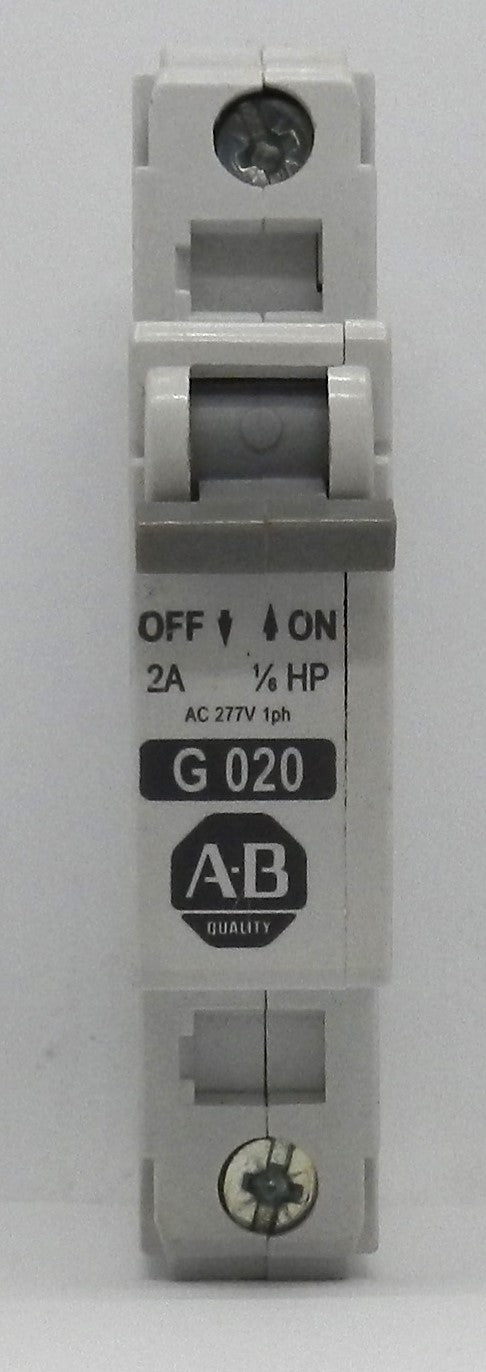 OFF ON
2A ⅙ HP
AC 277V 1ph
G 020
A·B
QUALITY